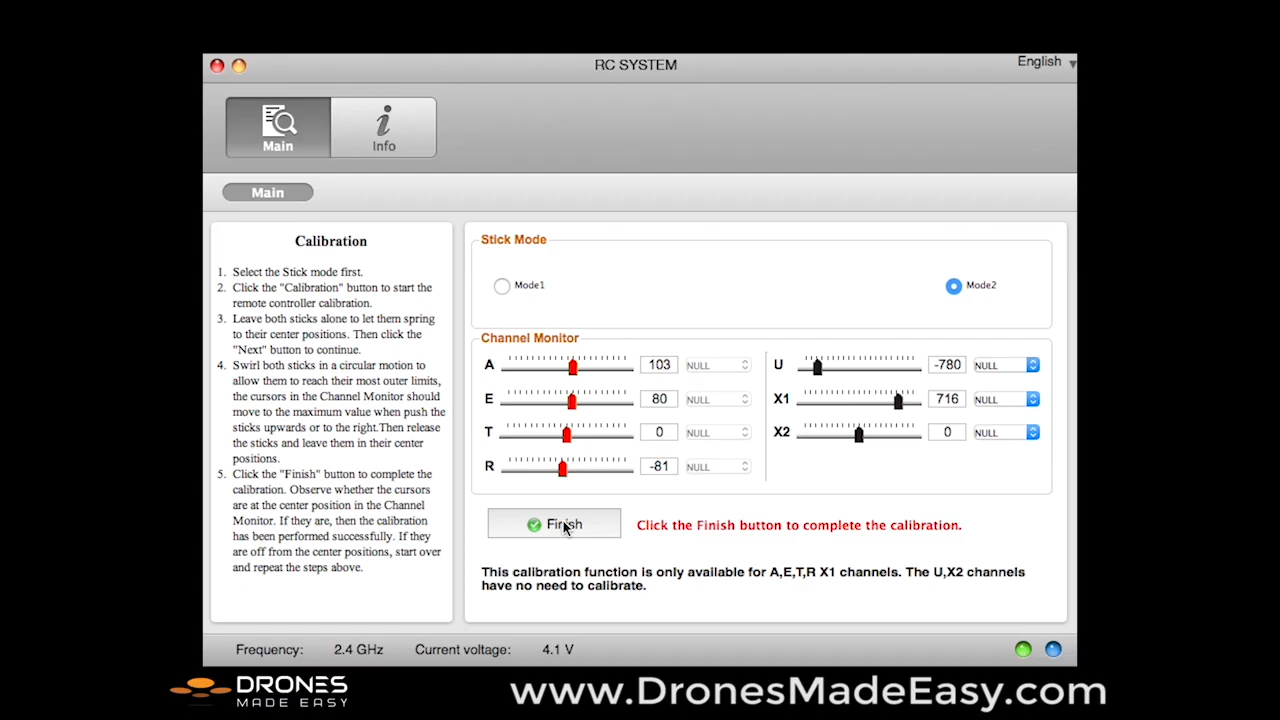 RC SYSTEM
English
Main
Info
Main
Calibration
1. Select the Stick mode first.
2. Click the "Calibration" button to start the
remote controller calibration.
3. Leave both sticks alone to let them spring
to their center positions. Then click the
"Next" button to continue.
4. Swirl both sticks in a circular motion to
allow them to reach their most outer limits,
the cursors in the Channel Monitor should
move to the maximum value when push the
sticks upwards or to the right.Then release
the sticks and leave them in their center
positions.
5. Click the "Finish" button to complete the
calibration. Observe whether the cursors
are at the center position in the Channel
Monitor. If they are, then the calibration
has been performed successfully. If they
are off from the center positions, start over
and repeat the steps above.
Stick Mode
Mode1
Mode2
Channel Monitor
A 103 NULL
E 80 NULL
T 0 NULL
R -81 NULL
U -780 NULL
X1 716 NULL
X2 0 NULL
Finish
Click the Finish button to complete the calibration.
This calibration function is only available for A,E,T,R X1 channels. The U,X2 channels
have no need to calibrate.
Frequency: 2.4 GHz Current voltage: 4.1 V
DRONES
MADE EASY
www.DronesMadeEasy.com